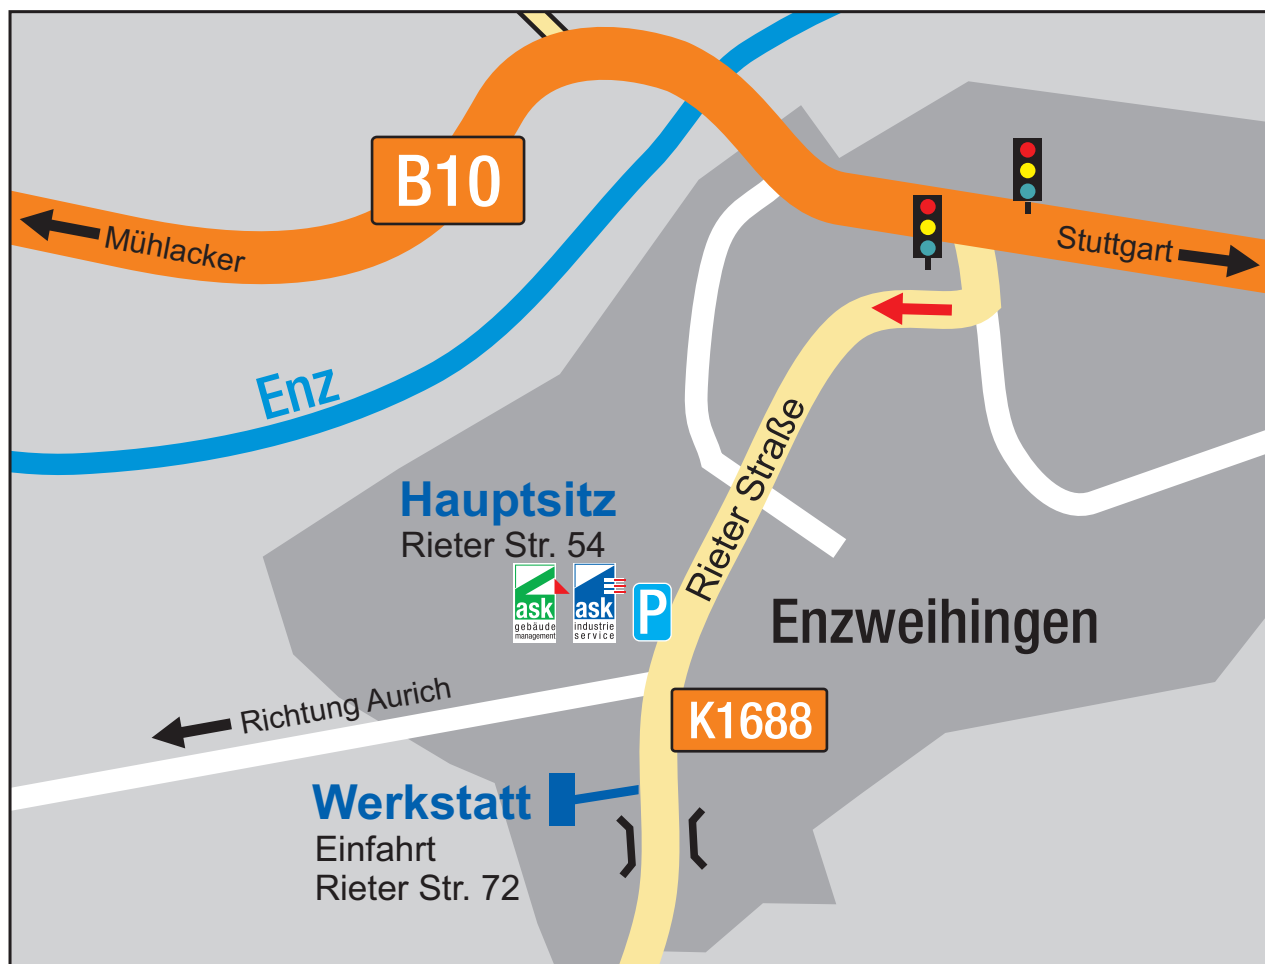 B10
Mühlacker
Stuttgart
Enz
Rieter Straße
Hauptsitz
Rieter Str. 54
ask
gebäude
management
ask
industrie
service
P
Enzweihingen
Richtung Aurich
K1688
Werkstatt
Einfahrt
Rieter Str. 72